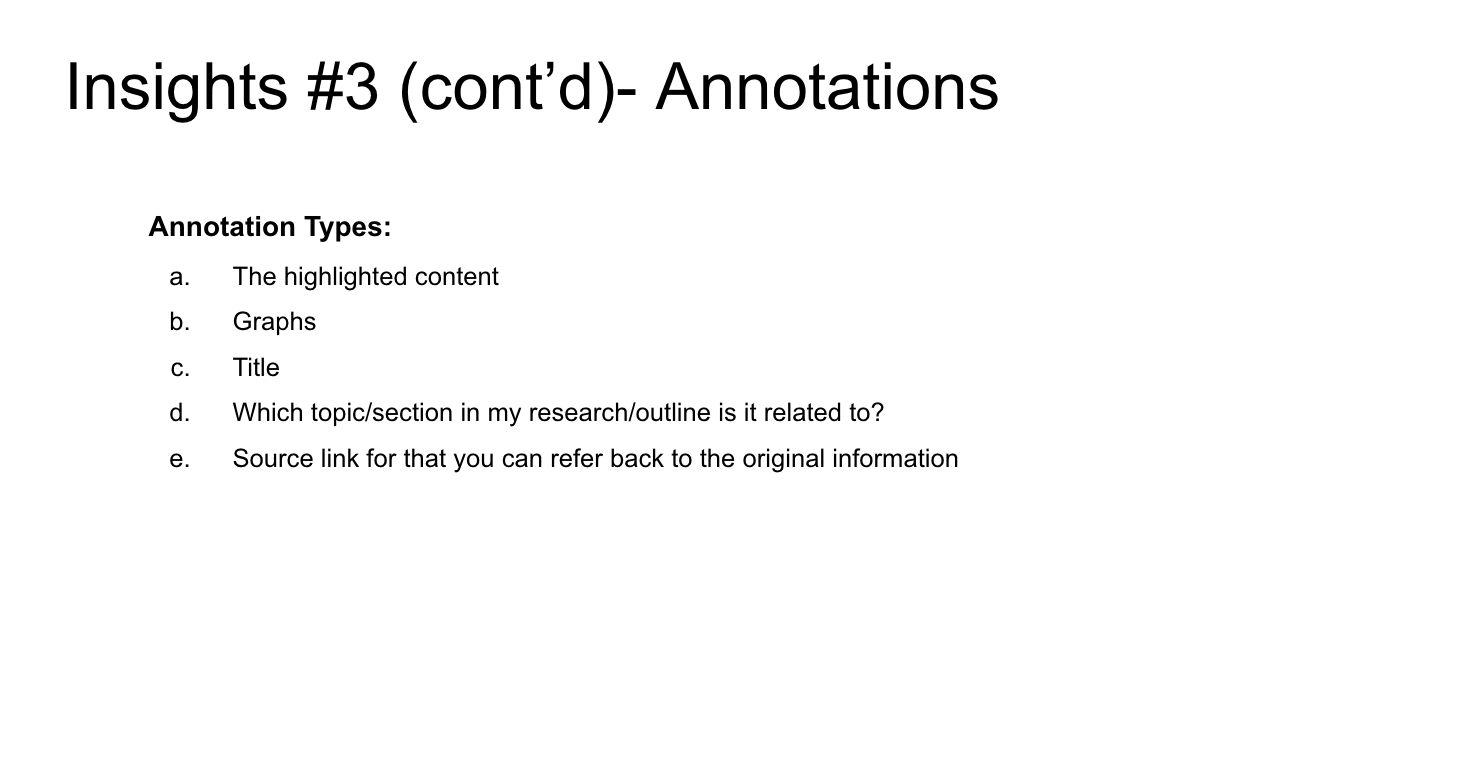 Insights #3 (cont’d)- Annotations
Annotation Types:
a. The highlighted content
b. Graphs
c. Title
d. Which topic/section in my research/outline is it related to?
e. Source link for that you can refer back to the original information